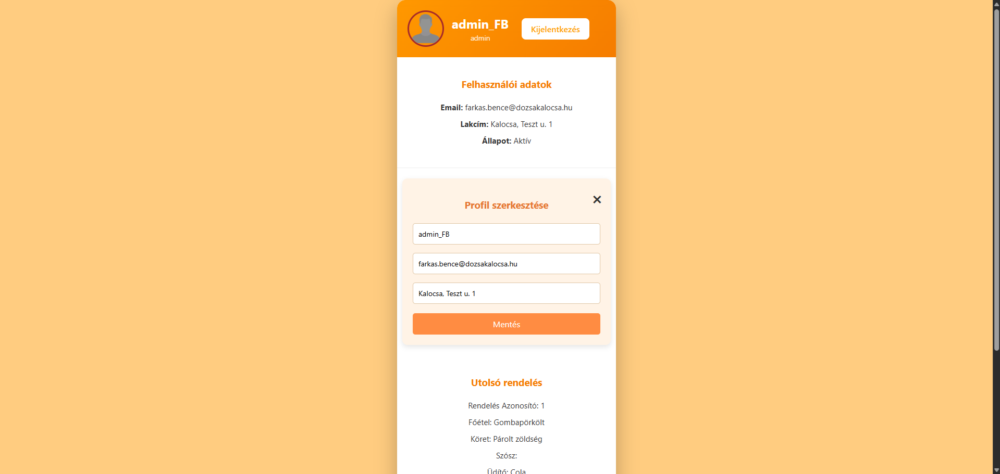 admin_FB
admin
Kijelentkezés
Felhasználói adatok
Email: farkas.bence@dozsakalocsa.hu
Lakcím: Kalocsa, Teszt u. 1
Állapot: Aktív
Profil szerkesztése
admin_FB
farkas.bence@dozsakalocsa.hu
Kalocsa, Teszt u. 1
Mentés
Utolsó rendelés
Rendelés Azonosító: 1
Főétel: Gombapörkölt
Köret: Párolt zöldség
Szósz:
Üdítő: Cola